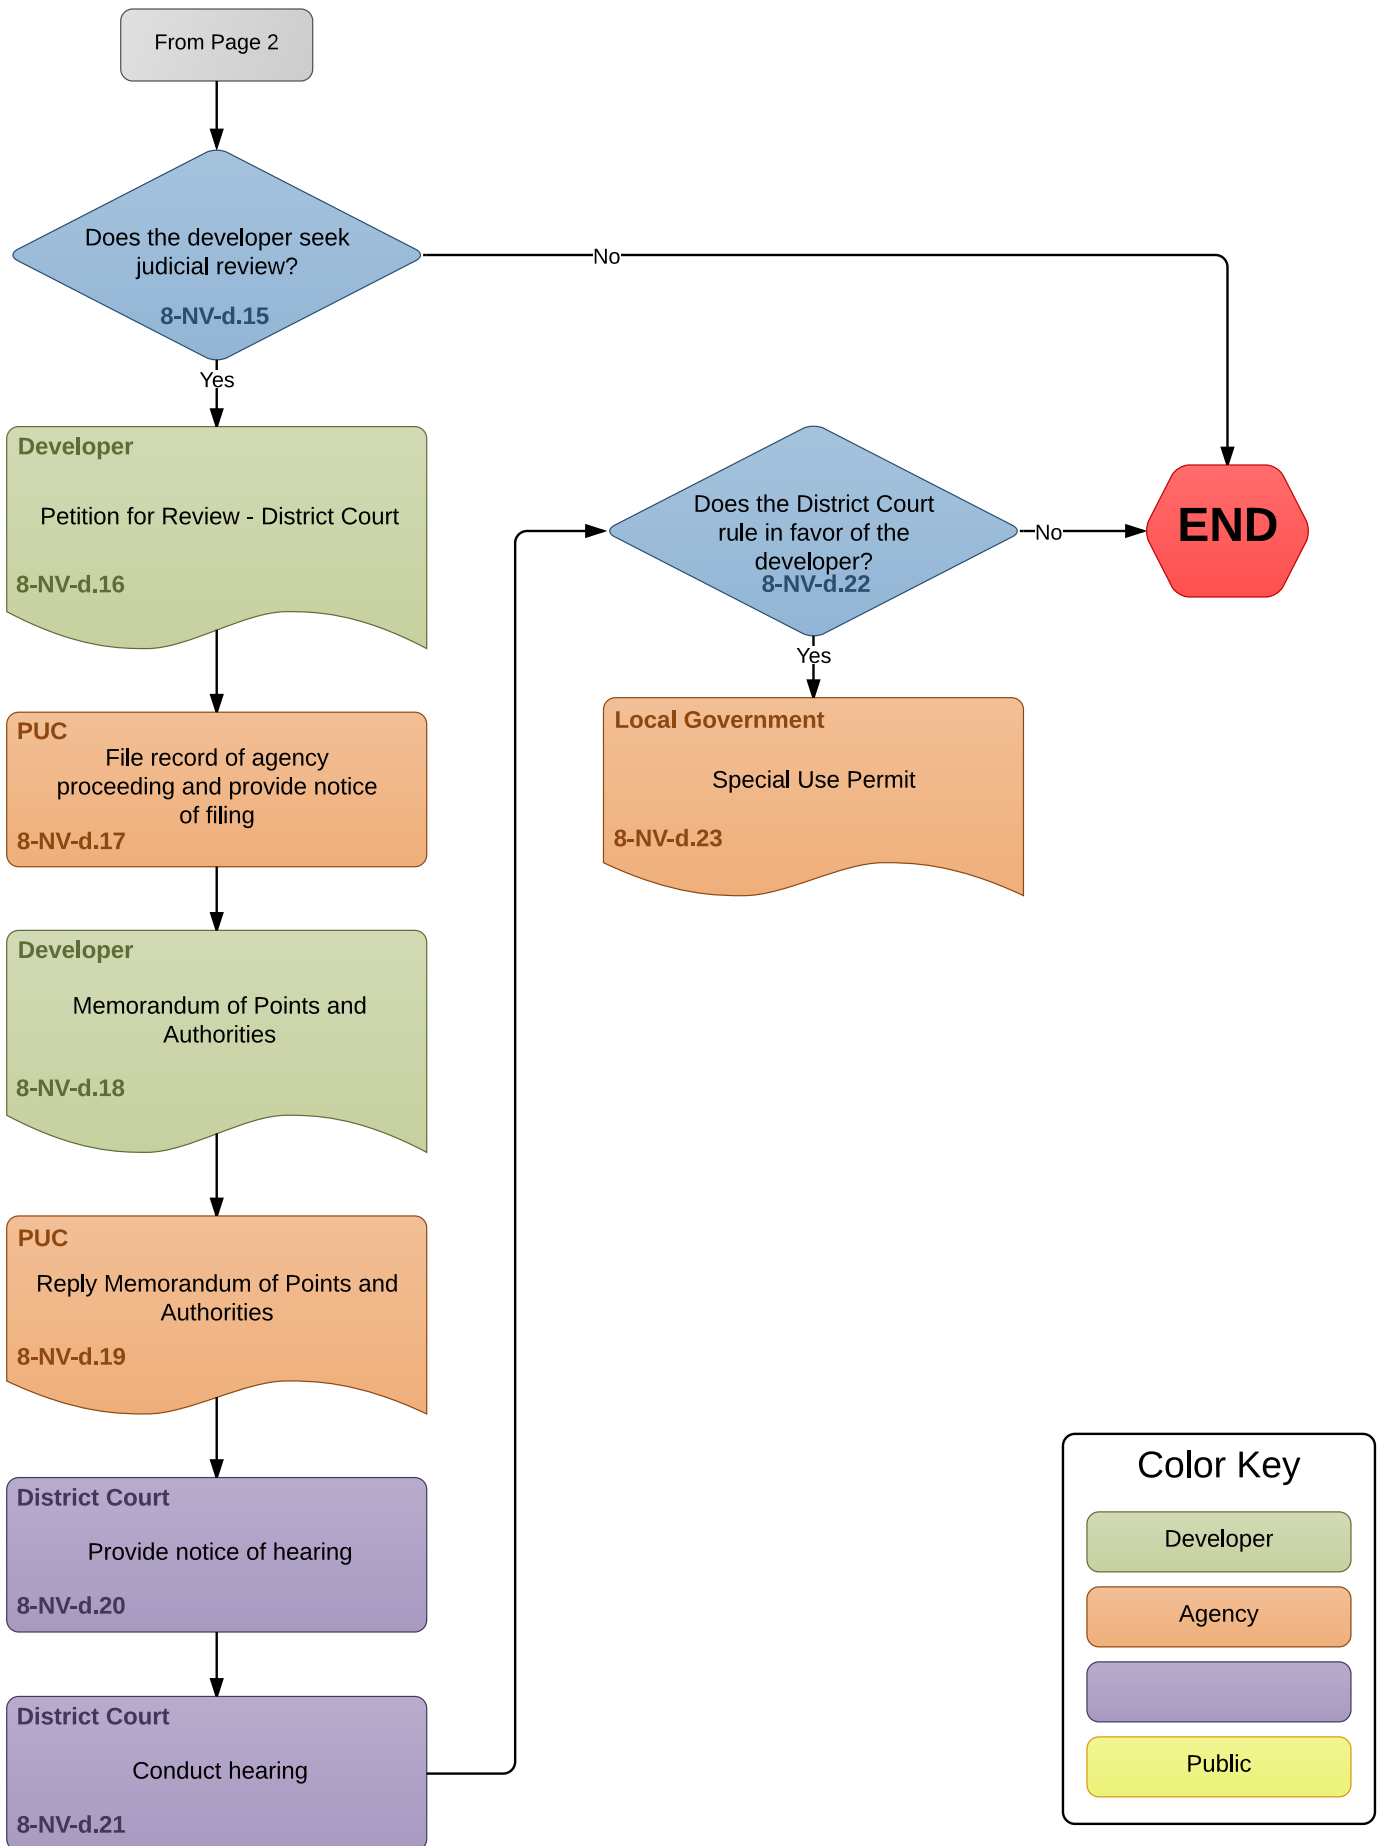 From Page 2
Does the developer seek
judicial review?
8-NV-d.15
No
Yes
Developer
Petition for Review - District Court
8-NV-d.16
PUC
File record of agency
proceeding and provide notice
of filing
8-NV-d.17
Developer
Memorandum of Points and
Authorities
8-NV-d.18
PUC
Reply Memorandum of Points and
Authorities
8-NV-d.19
District Court
Provide notice of hearing
8-NV-d.20
District Court
Conduct hearing
8-NV-d.21
Does the District Court
rule in favor of the
developer?
8-NV-d.22
No
END
Yes
Local Government
Special Use Permit
8-NV-d.23
Color Key
Developer
Agency
Public